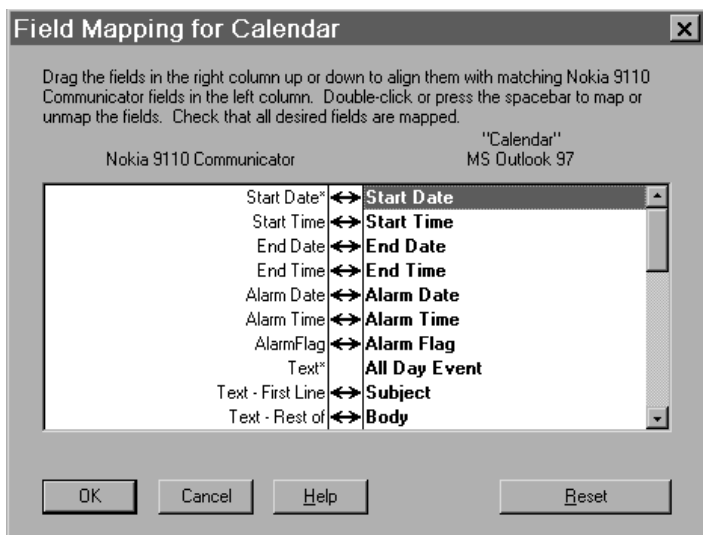 Field Mapping for Calendar
Drag the fields in the right column up or down to align them with matching Nokia 9110
Communicator fields in the left column. Double-click or press the spacebar to map or
unmap the fields. Check that all desired fields are mapped.
"Calendar"
Nokia 9110 Communicator MS Outlook 97
Start Date* Start Date
Start Time Start Time
End Date End Date
End Time End Time
Alarm Date Alarm Date
Alarm Time Alarm Time
AlarmFlag Alarm Flag
Text* All Day Event
Text - First Line Subject
Text - Rest of Body
OK Cancel Help Reset